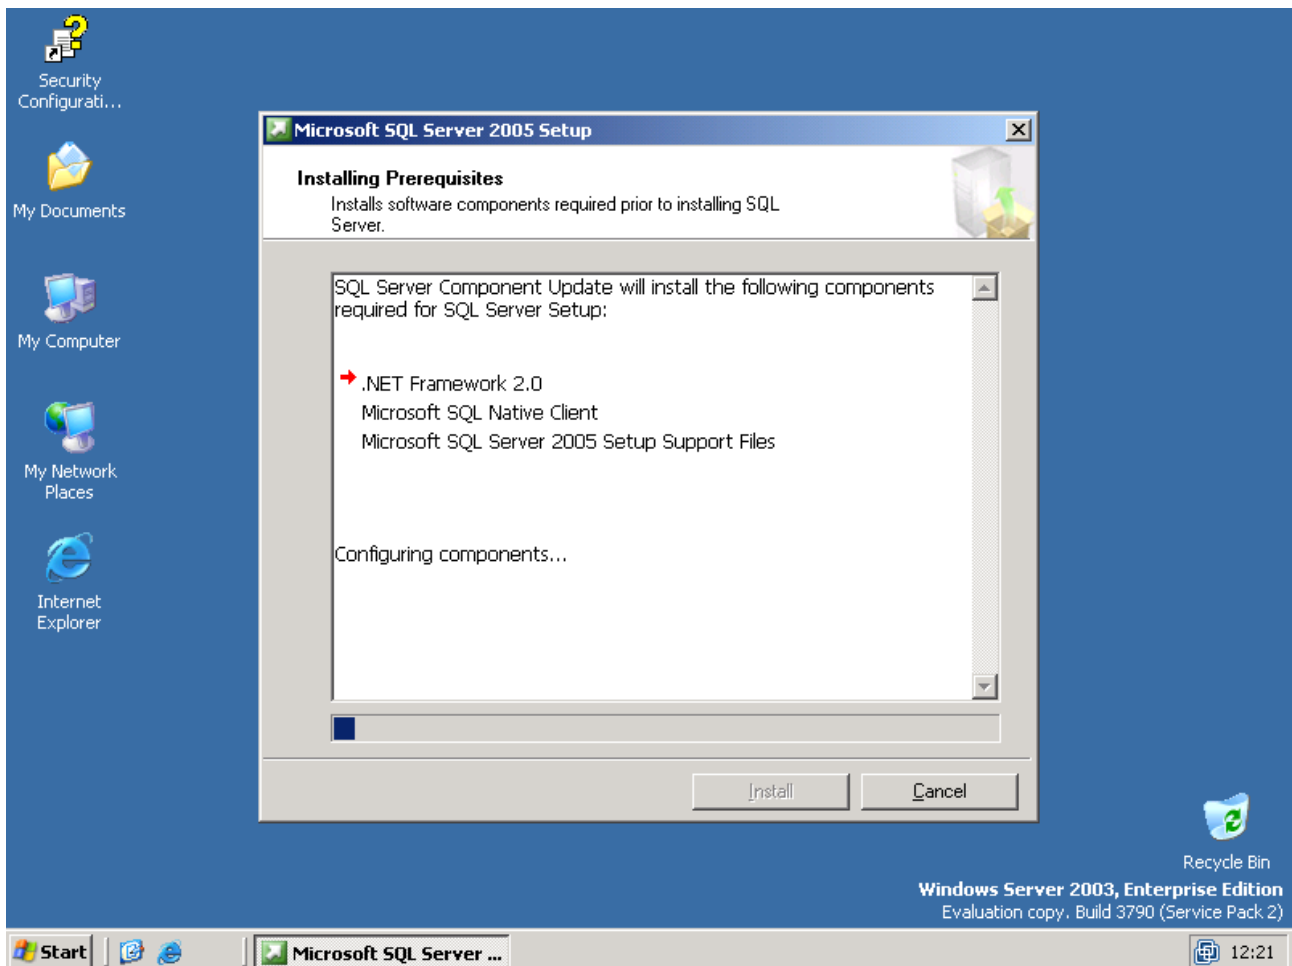 Security
Configurati...
My Documents
My Computer
My Network
Places
Internet
Explorer
Microsoft SQL Server 2005 Setup
Installing Prerequisites
Installs software components required prior to installing SQL
Server.
SQL Server Component Update will install the following components
required for SQL Server Setup:
.NET Framework 2.0
Microsoft SQL Native Client
Microsoft SQL Server 2005 Setup Support Files
Configuring components...
Install
Cancel
Recycle Bin
Windows Server 2003, Enterprise Edition
Evaluation copy. Build 3790 (Service Pack 2)
Start
Microsoft SQL Server ...
12:21